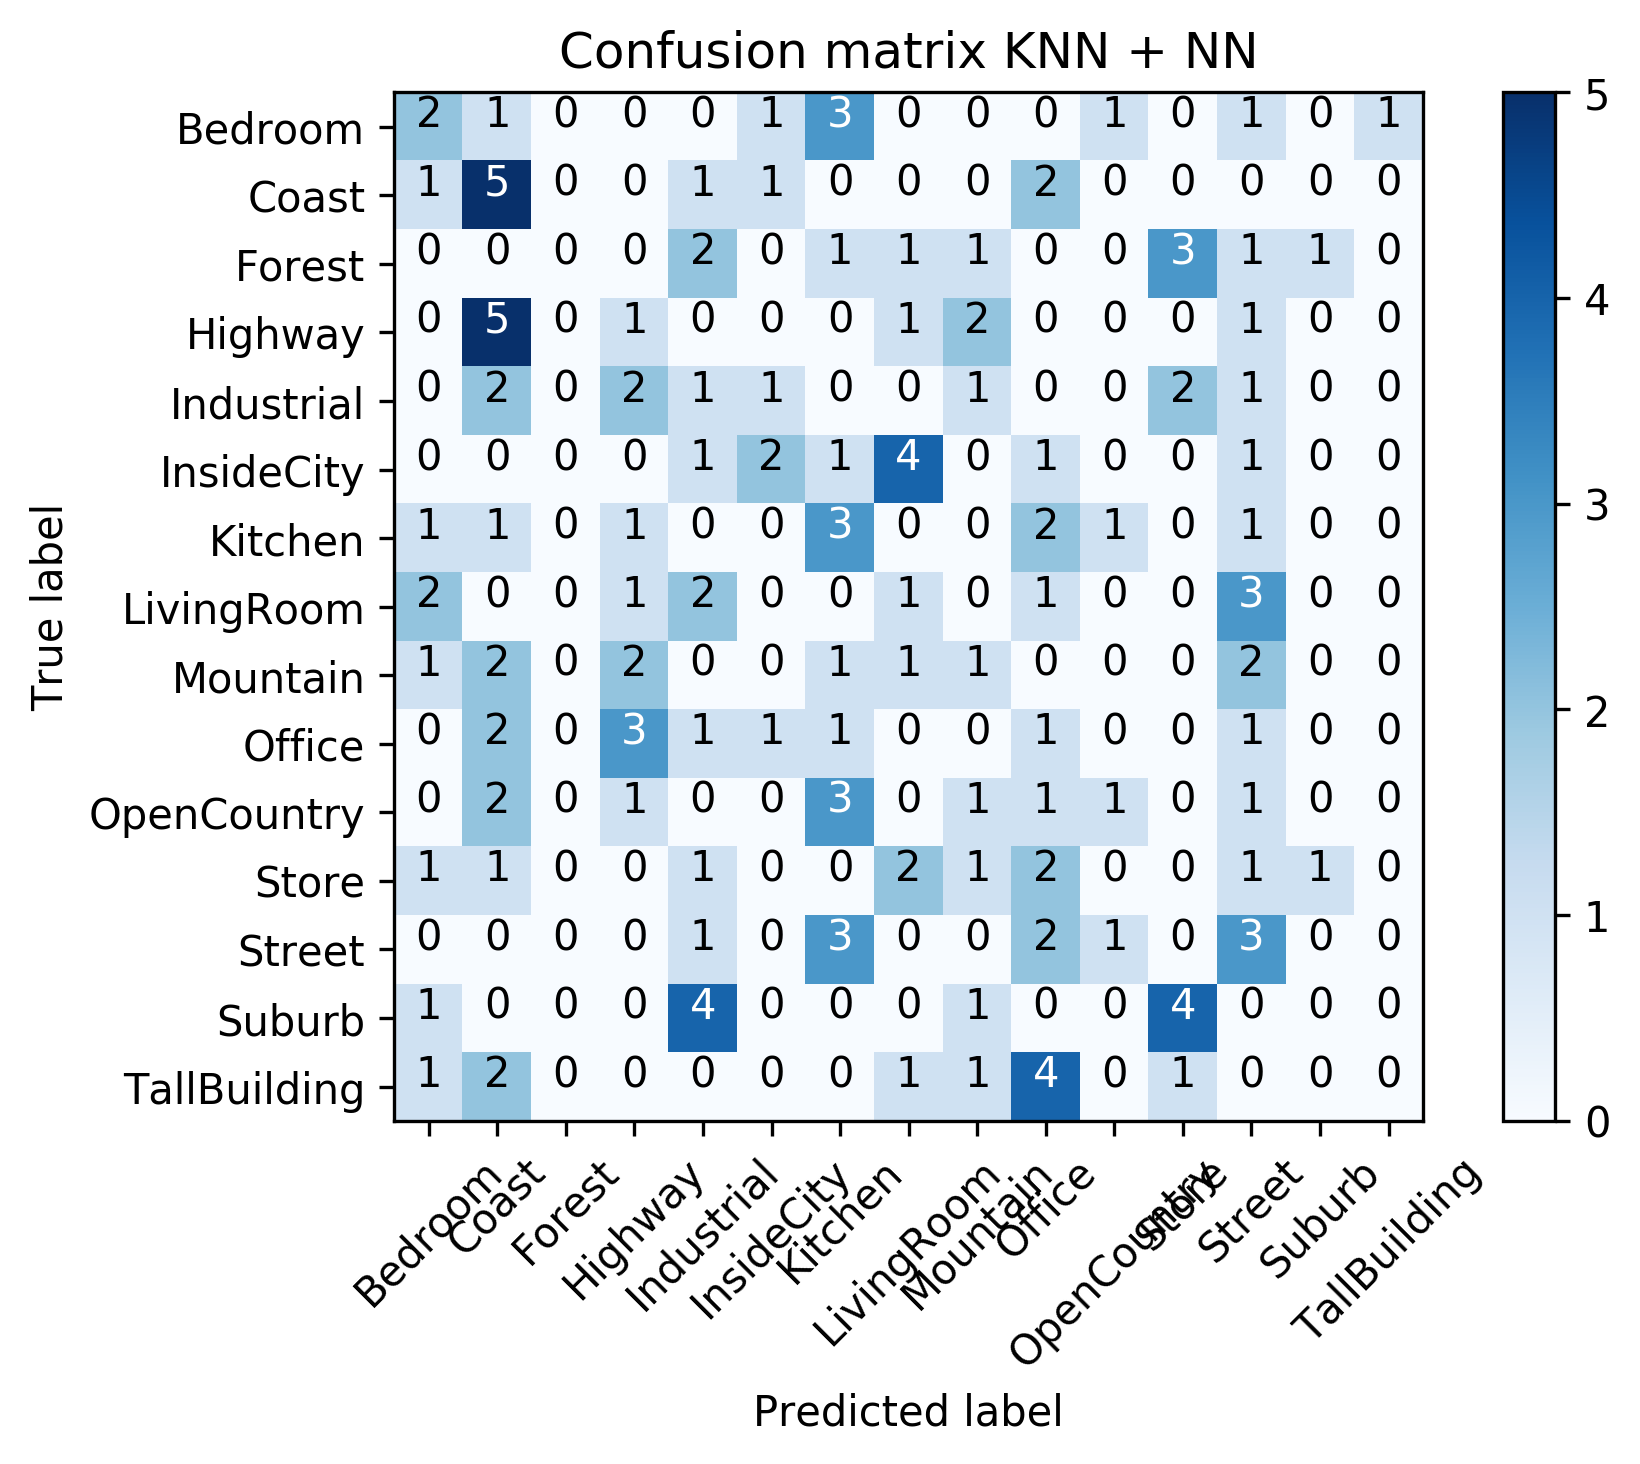 Confusion matrix KNN + NN
Bedroom 2 1 0 0 0 1 3 0 0 0 1 0 1 0 1
Coast 1 5 0 0 1 1 0 0 0 2 0 0 0 0 0
Forest 0 0 0 0 2 0 1 1 1 0 0 3 1 1 0
Highway 0 5 0 1 0 0 0 1 2 0 0 0 1 0 0
Industrial 0 2 0 2 1 1 0 0 1 0 0 2 1 0 0
InsideCity 0 0 0 0 1 2 1 4 0 1 0 0 1 0 0
Kitchen 1 1 0 1 0 0 3 0 0 2 1 0 1 0 0
LivingRoom 2 0 0 1 2 0 0 1 0 1 0 0 3 0 0
Mountain 1 2 0 2 0 0 1 1 1 0 0 0 2 0 0
Office 0 2 0 3 1 1 1 0 0 1 0 0 1 0 0
OpenCountry 0 2 0 1 0 0 3 0 1 1 1 0 1 0 0
Store 1 1 0 0 1 0 0 2 1 2 0 0 1 1 0
Street 0 0 0 0 1 0 3 0 0 2 1 0 3 0 0
Suburb 1 0 0 0 4 0 0 0 1 0 0 4 0 0 0
TallBuilding 1 2 0 0 0 0 0 1 1 4 0 1 0 0 0
True label
Bedroom
Coast
Forest
Highway
Industrial
InsideCity
Kitchen
LivingRoom
Mountain
Office
OpenCountry
Store
Street
Suburb
TallBuilding
Predicted label
5
4
3
2
1
0